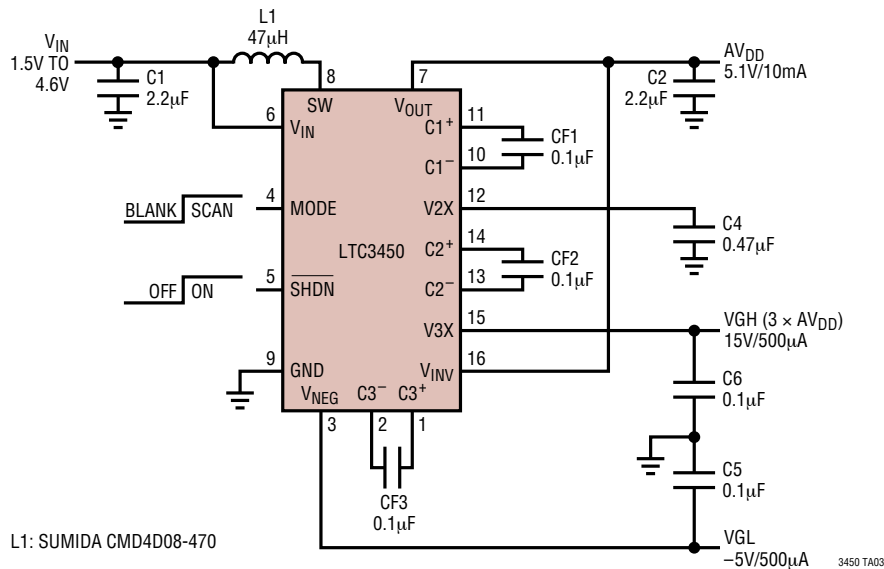 L1
47µH
V_IN
1.5V TO
4.6V
C1
2.2µF
8
SW
7
V_OUT
AV_DD
5.1V/10mA
C2
2.2µF
6
V_IN
C1+
11
C1–
10
CF1
0.1µF
BLANK
SCAN
4
MODE
V2X
12
C4
0.47µF
LTC3450
C2+
14
C2–
13
CF2
0.1µF
OFF
ON
5
SHDN
V3X
15
VGH (3 × AV_DD)
15V/500µA
9
GND
V_INV
16
V_NEG
C3–
C3+
3
2
1
C6
0.1µF
CF3
0.1µF
C5
0.1µF
L1: SUMIDA CMD4D08-470
VGL
–5V/500µA
3450 TA03